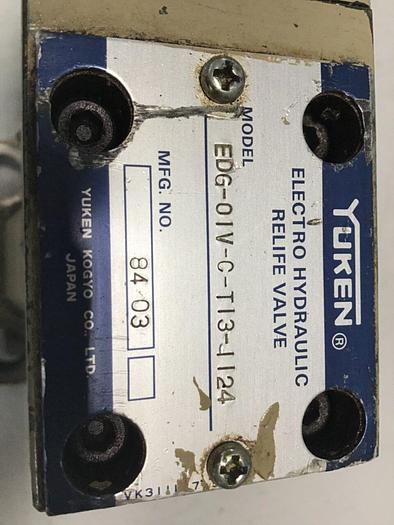 YUKEN®
ELECTRO HYDRAULIC
RELIFE VALVE
MODEL
EDG-01V-C-T13-1124
MFG. NO.
84 03
YUKEN KOGYO CO., LTD.
JAPAN